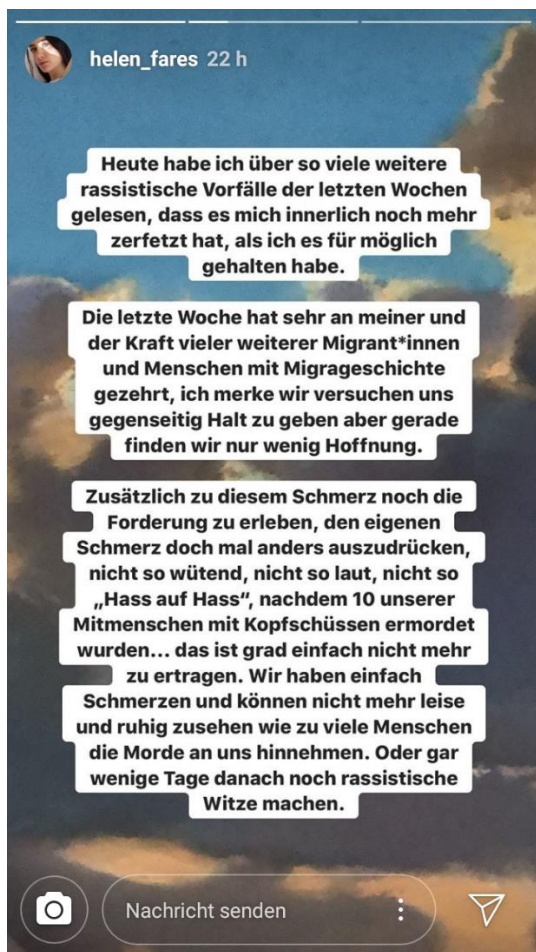 helen_fares 22 h
Heute habe ich über so viele weitere
rassistische Vorfälle der letzten Wochen
gelesen, dass es mich innerlich noch mehr
zerfetzt hat, als ich es für möglich
gehalten habe.
Die letzte Woche hat sehr an meiner und
der Kraft vieler weiterer Migrant*innen
und Menschen mit Migrageschichte
gezehrt, ich merke wir versuchen uns
gegenseitig Halt zu geben aber gerade
finden wir nur wenig Hoffnung.
Zusätzlich zu diesem Schmerz noch die
Forderung zu erleben, den eigenen
Schmerz doch mal anders auszudrücken,
nicht so wütend, nicht so laut, nicht so
„Hass auf Hass“, nachdem 10 unserer
Mitmenschen mit Kopfschüssen ermordet
wurden... das ist grad einfach nicht mehr
zu ertragen. Wir haben einfach
Schmerzen und können nicht mehr leise
und ruhig zusehen wie zu viele Menschen
die Morde an uns hinnehmen. Oder gar
wenige Tage danach noch rassistische
Witze machen.
Nachricht senden